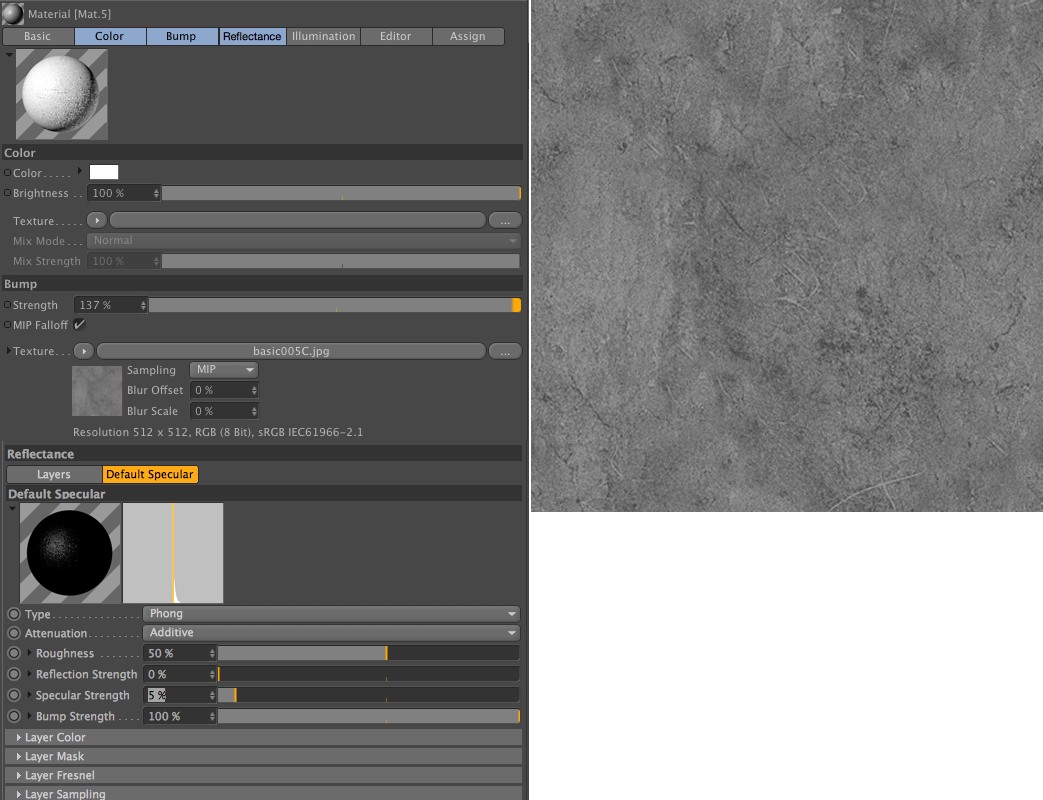 Material [Mat.5]
Basic Color Bump Reflectance Illumination Editor Assign
Color
Color.....
Brightness .. 100 %
Texture.....
...
Mix Mode... Normal
Mix Strength 100 %
Bump
Strength 137 %
MIP Falloff
Texture... basic005C.jpg ...
Sampling MIP
Blur Offset 0 %
Blur Scale 0 %
Resolution 512 x 512, RGB (8 Bit), sRGB IEC61966-2.1
Reflectance
Layers Default Specular
Default Specular
Type.............. Phong
Attenuation......... Additive
Roughness ....... 50 %
Reflection Strength 0 %
Specular Strength 5 %
Bump Strength .... 100 %
Layer Color
Layer Mask
Layer Fresnel
Layer Sampling